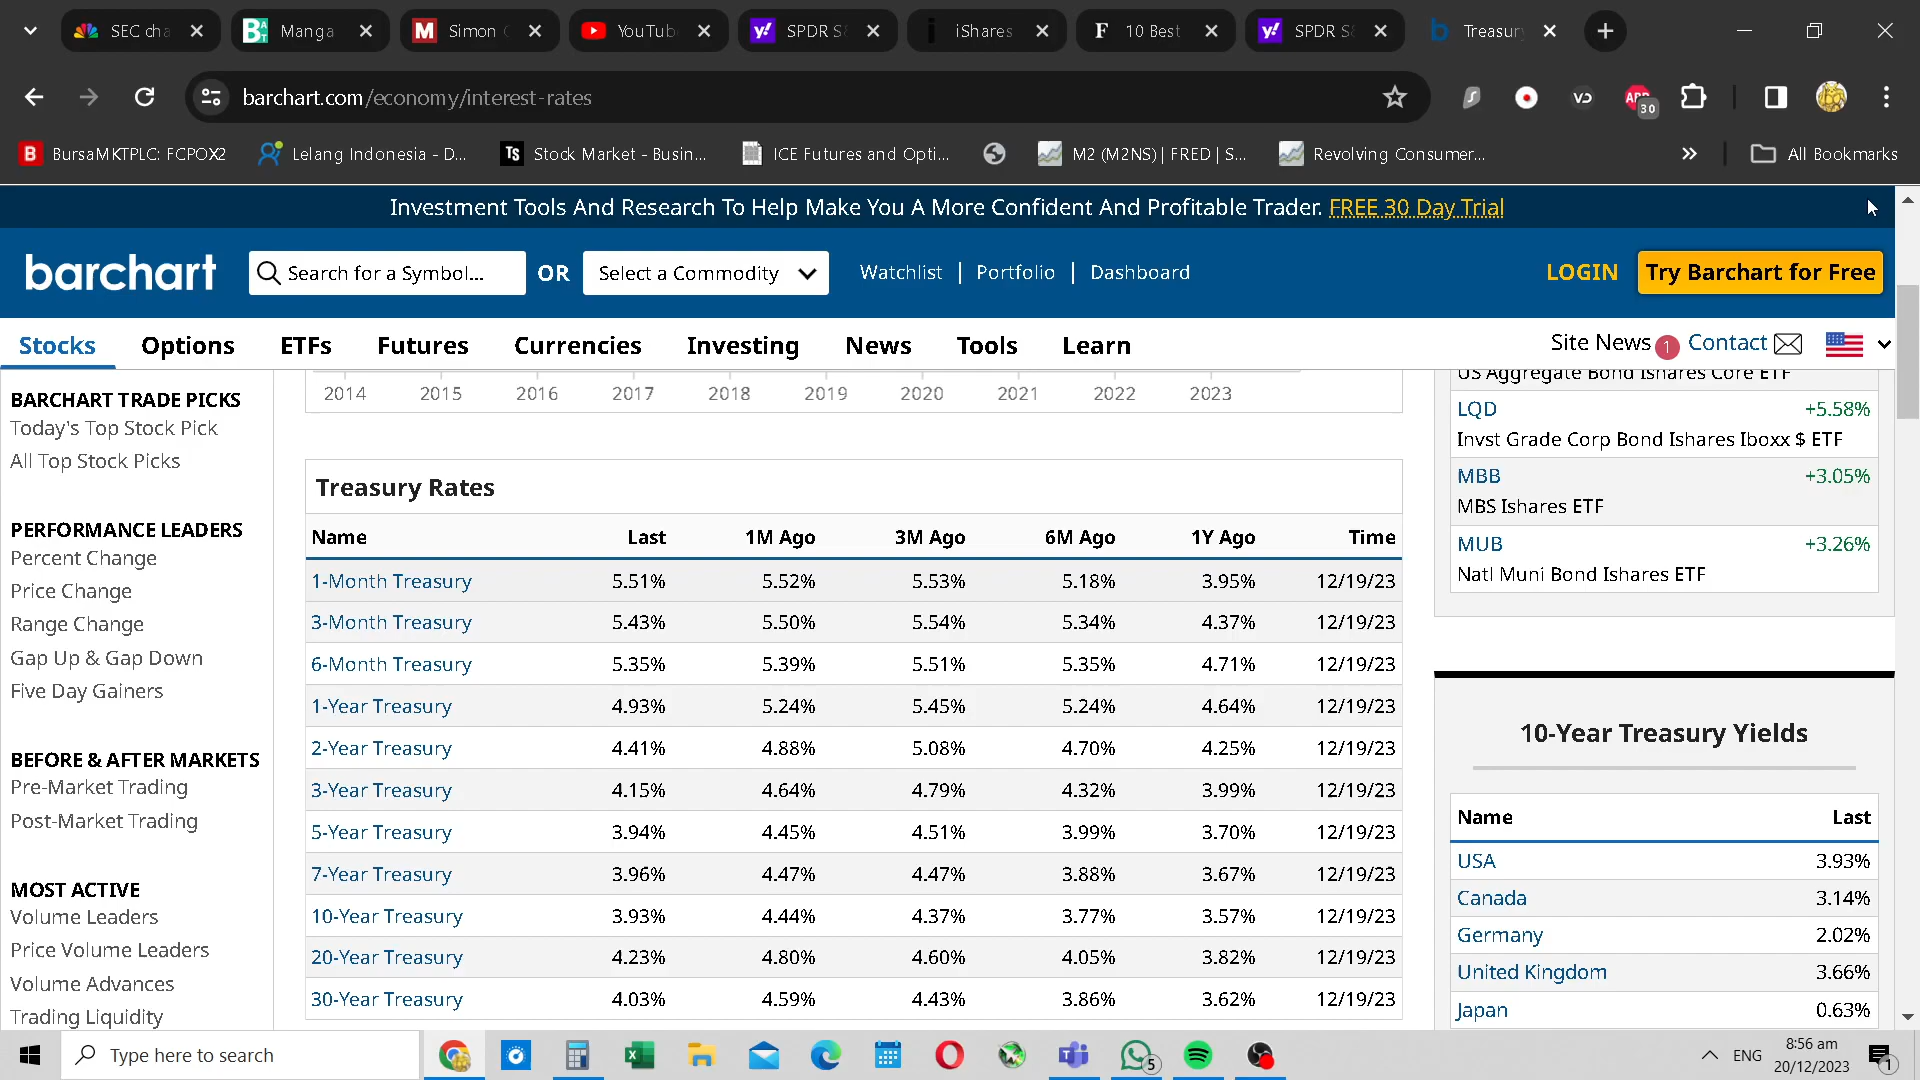 SEC cha
Manga
Simon
YouTub
SPDR S
iShares
10 Best
SPDR S
Treasur
barchart.com/economy/interest-rates
30
BursaMKTPLC: FCPOX2
Lelang Indonesia - D...
Stock Market - Busin...
ICE Futures and Opti...
M2 (M2NS) | FRED | S...
Revolving Consumer...
All Bookmarks
Investment Tools And Research To Help Make You A More Confident And Profitable Trader. FREE 30 Day Trial
barchart
Search for a Symbol...
OR
Select a Commodity
Watchlist | Portfolio | Dashboard
LOGIN
Try Barchart for Free
Stocks Options ETFs Futures Currencies Investing News Tools Learn
Site News 1 Contact
BARCHART TRADE PICKS
Today's Top Stock Pick
All Top Stock Picks
PERFORMANCE LEADERS
Percent Change
Price Change
Range Change
Gap Up & Gap Down
Five Day Gainers
BEFORE & AFTER MARKETS
Pre-Market Trading
Post-Market Trading
MOST ACTIVE
Volume Leaders
Price Volume Leaders
Volume Advances
Trading Liquidity
2014 2015 2016 2017 2018 2019 2020 2021 2022 2023
Treasury Rates
Name Last 1M Ago 3M Ago 6M Ago 1Y Ago Time
1-Month Treasury 5.51% 5.52% 5.53% 5.18% 3.95% 12/19/23
3-Month Treasury 5.43% 5.50% 5.54% 5.34% 4.37% 12/19/23
6-Month Treasury 5.35% 5.39% 5.51% 5.35% 4.71% 12/19/23
1-Year Treasury 4.93% 5.24% 5.45% 5.24% 4.64% 12/19/23
2-Year Treasury 4.41% 4.88% 5.08% 4.70% 4.25% 12/19/23
3-Year Treasury 4.15% 4.64% 4.79% 4.32% 3.99% 12/19/23
5-Year Treasury 3.94% 4.45% 4.51% 3.99% 3.70% 12/19/23
7-Year Treasury 3.96% 4.47% 4.47% 3.88% 3.67% 12/19/23
10-Year Treasury 3.93% 4.44% 4.37% 3.77% 3.57% 12/19/23
20-Year Treasury 4.23% 4.80% 4.60% 4.05% 3.82% 12/19/23
30-Year Treasury 4.03% 4.59% 4.43% 3.86% 3.62% 12/19/23
US Aggregate Bond Ishares Core ETF
LQD +5.58%
Invst Grade Corp Bond Ishares Iboxx $ ETF
MBB +3.05%
MBS Ishares ETF
MUB +3.26%
Natl Muni Bond Ishares ETF
10-Year Treasury Yields
Name Last
USA 3.93%
Canada 3.14%
Germany 2.02%
United Kingdom 3.66%
Japan 0.63%
Type here to search
5
ENG
8:56 am
20/12/2023
1